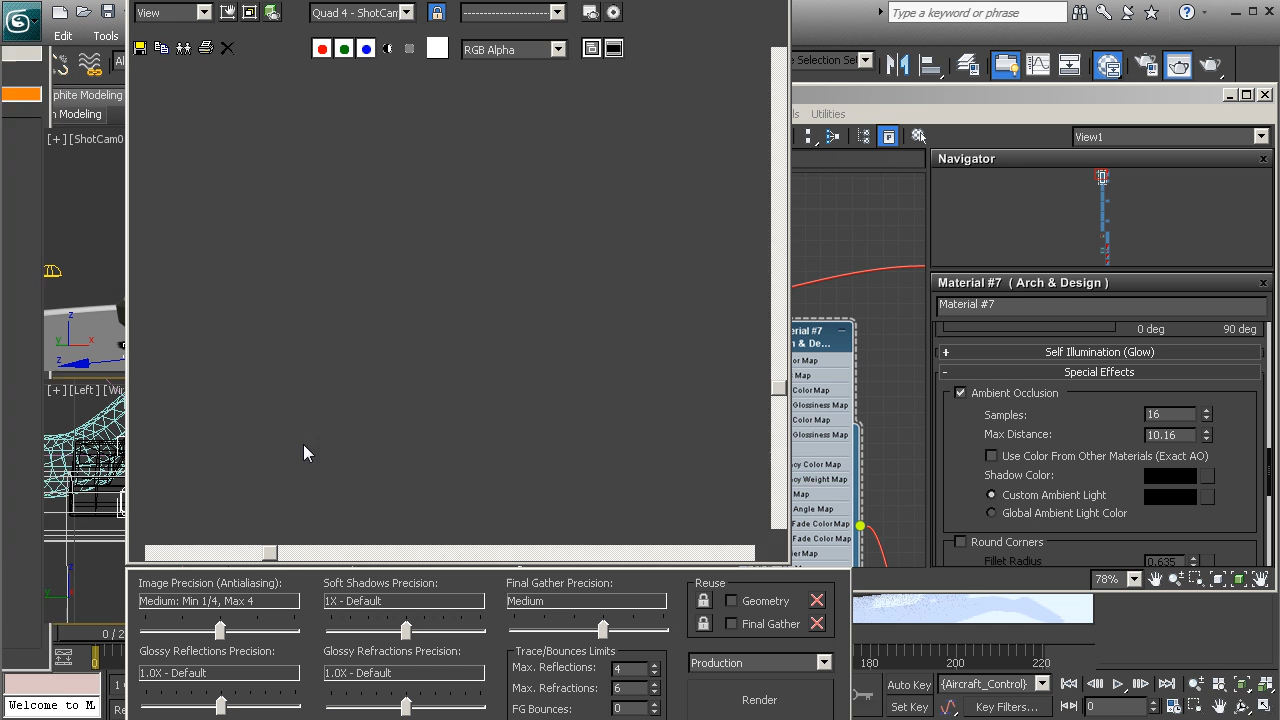 View
Quad 4 - ShotCam
Type a keyword or phrase
Edit
Tools
RGB Alpha
e Selection Se
phite Modeling
n Modeling
ls
Utilities
[+][ShotCam0
View1
Navigator
Material #7 ( Arch & Design )
Material #7
0 deg
90 deg
Self Illumination (Glow)
Special Effects
Ambient Occlusion
Samples:
16
Max Distance:
10.16
Use Color From Other Materials (Exact AO)
Shadow Color:
Custom Ambient Light
Global Ambient Light Color
Round Corners
Fillet Radius
0.635
78%
erial #7
h & De...
or Map
Map
Color Map
Glossiness Map
Color Map
Glossiness Map
cy Color Map
cy Weight Map
Map
Angle Map
Fade Color Map
Fade Color Map
er Map
z
y
x
z
[+][Left][Wir
z
y
Image Precision (Antialiasing):
Medium: Min 1/4, Max 4
Soft Shadows Precision:
1X - Default
Final Gather Precision:
Medium
Reuse
Geometry
Final Gather
Glossy Reflections Precision:
1.0X - Default
Glossy Refractions Precision:
1.0X - Default
Trace/Bounces Limits
Max. Reflections:
4
Max. Refractions:
6
FG Bounces:
0
Production
Render
0 / 2
0
180
200
220
Welcome to M
Auto Key
{Aircraft_Control}
Set Key
Key Filters...
0